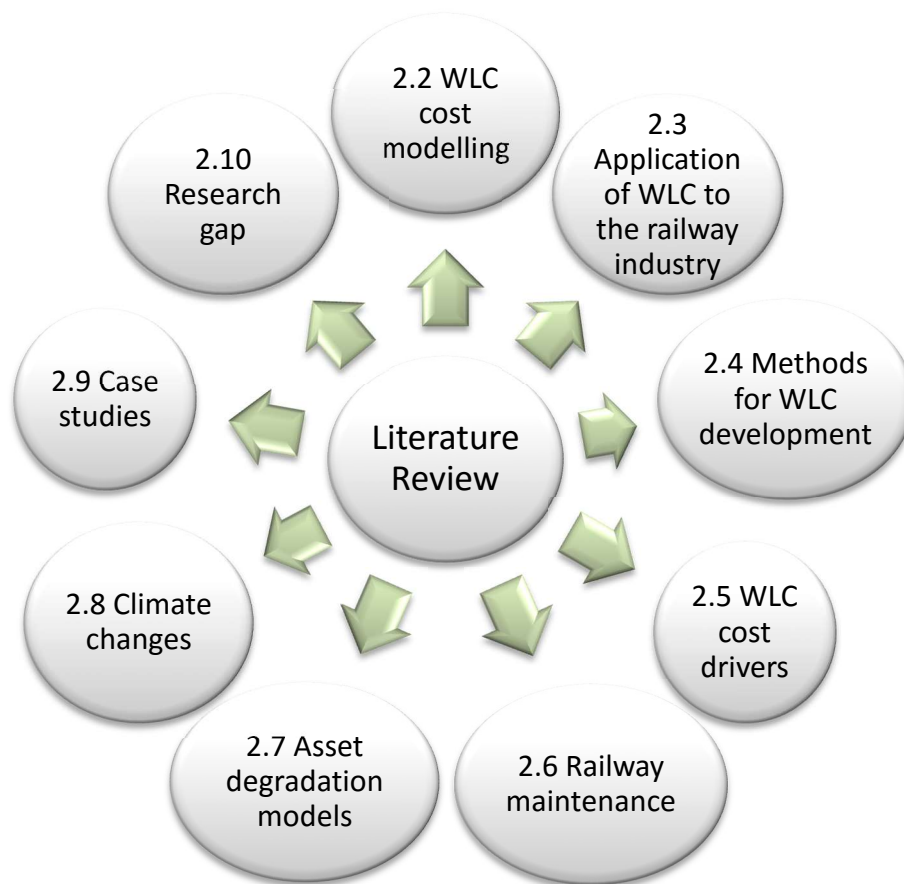 2.2 WLC
cost
modelling
2.3
Application
of WLC to
the railway
industry
2.4 Methods
for WLC
development
2.5 WLC
cost
drivers
2.6 Railway
maintenance
2.7 Asset
degradation
models
2.8 Climate
changes
2.9 Case
studies
2.10
Research
gap
Literature
Review